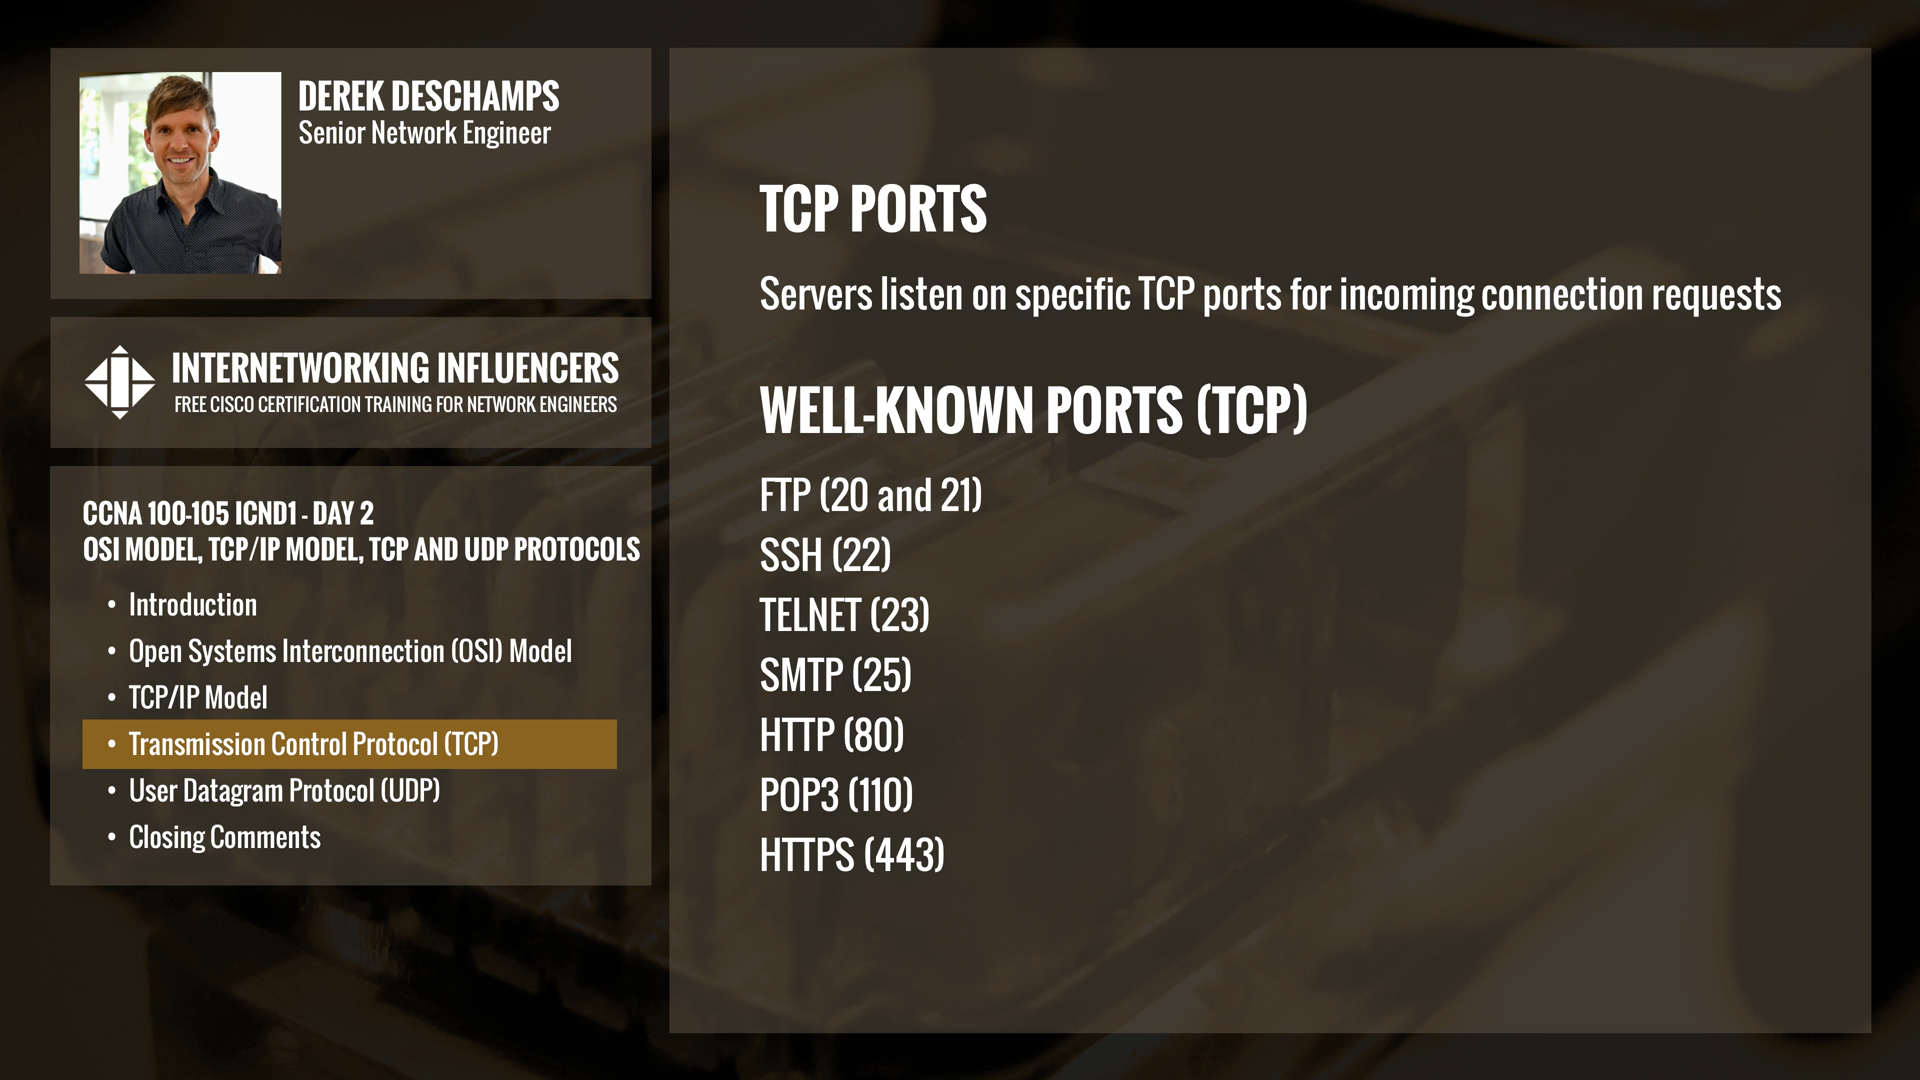 DEREK DESCHAMPS
Senior Network Engineer
INTERNETWORKING INFLUENCERS
FREE CISCO CERTIFICATION TRAINING FOR NETWORK ENGINEERS
CCNA 100-105 ICND1 - DAY 2
OSI MODEL, TCP/IP MODEL, TCP AND UDP PROTOCOLS
• Introduction
• Open Systems Interconnection (OSI) Model
• TCP/IP Model
• Transmission Control Protocol (TCP)
• User Datagram Protocol (UDP)
• Closing Comments
TCP PORTS
Servers listen on specific TCP ports for incoming connection requests
WELL-KNOWN PORTS (TCP)
FTP (20 and 21)
SSH (22)
TELNET (23)
SMTP (25)
HTTP (80)
POP3 (110)
HTTPS (443)